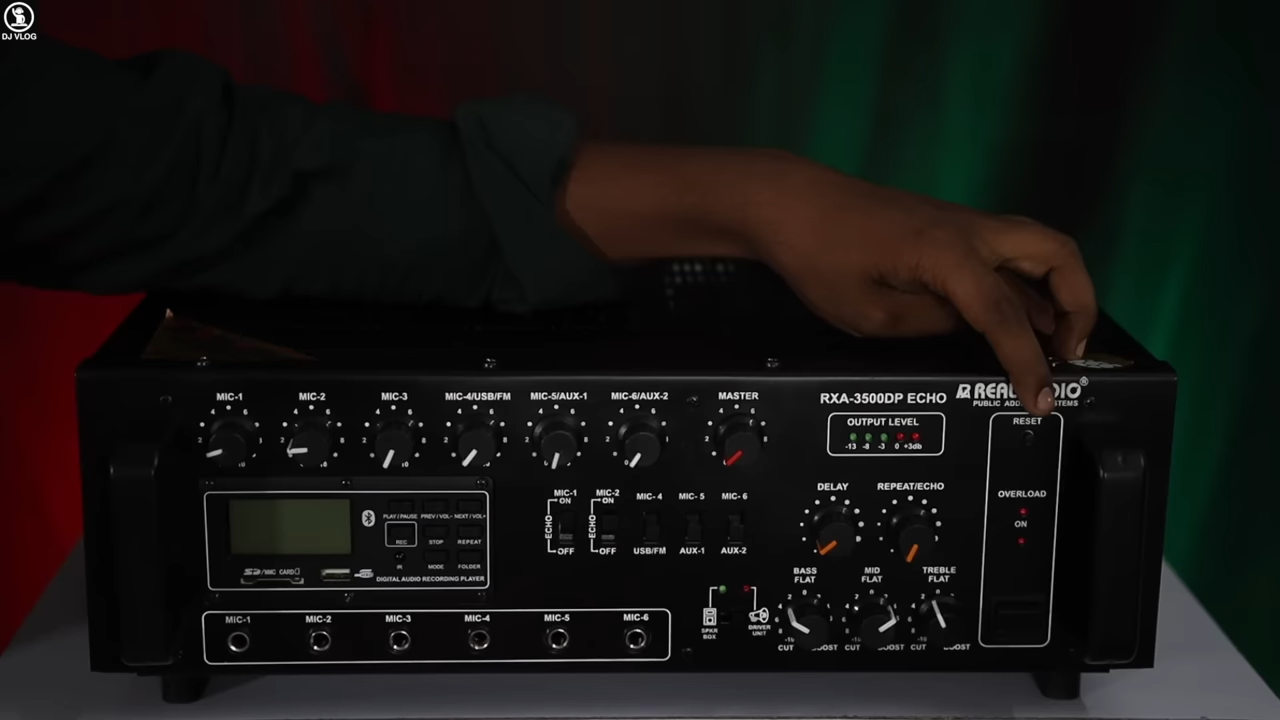 DJ VLOG
MIC-1 MIC-2 MIC-3 MIC-4/USB/FM MIC-5/AUX-1 MIC-6/AUX-2 MASTER
RXA-3500DP ECHO
OUTPUT LEVEL
-13 -8 -3 0 +3db
RESET
OVERLOAD
ON
DELAY REPEAT/ECHO
MIC-1 ON MIC-2 ON MIC- 4 MIC- 5 MIC- 6
ECHO ECHO
OFF OFF USB/FM AUX-1 AUX-2
PLAY / PAUSE PREV / VOL- NEXT / VOL+
REC STOP REPEAT
IR MODE FOLDER
SD/MMC CARD
DIGITAL AUDIO RECORDING PLAYER
BASS MID TREBLE
FLAT FLAT FLAT
CUT CUT BOOST CUT
SPKR BOX DRIVER UNIT
MIC-1 MIC-2 MIC-3 MIC-4 MIC-5 MIC-6